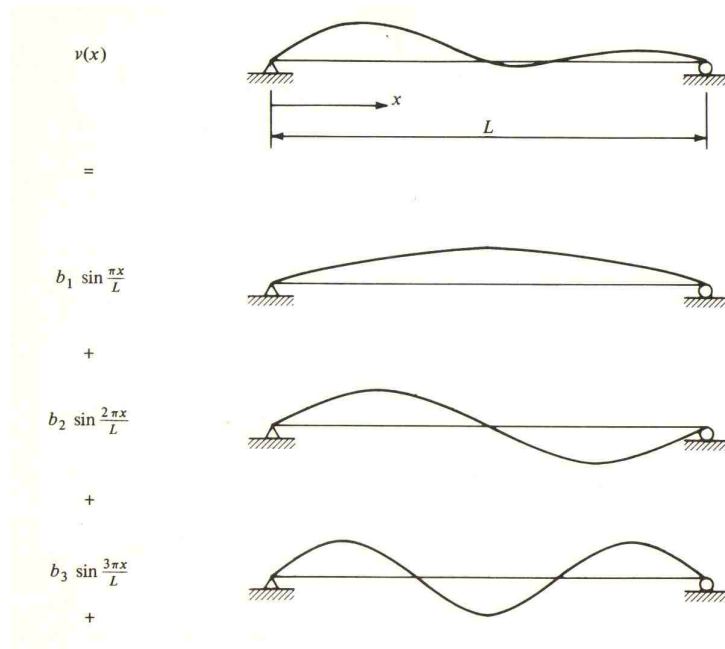 v(x)
x
L
=
b₁ sin πx/L
+
b₂ sin 2πx/L
+
b₃ sin 3πx/L
+